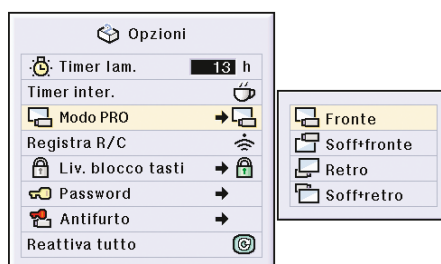 Opzioni
Timer lam. 13 h
Timer inter.
Modo PRO
Registra R/C
Liv. blocco tasti
Password
Antifurto
Reattiva tutto
Fronte
Soff+fronte
Retro
Soff+retro